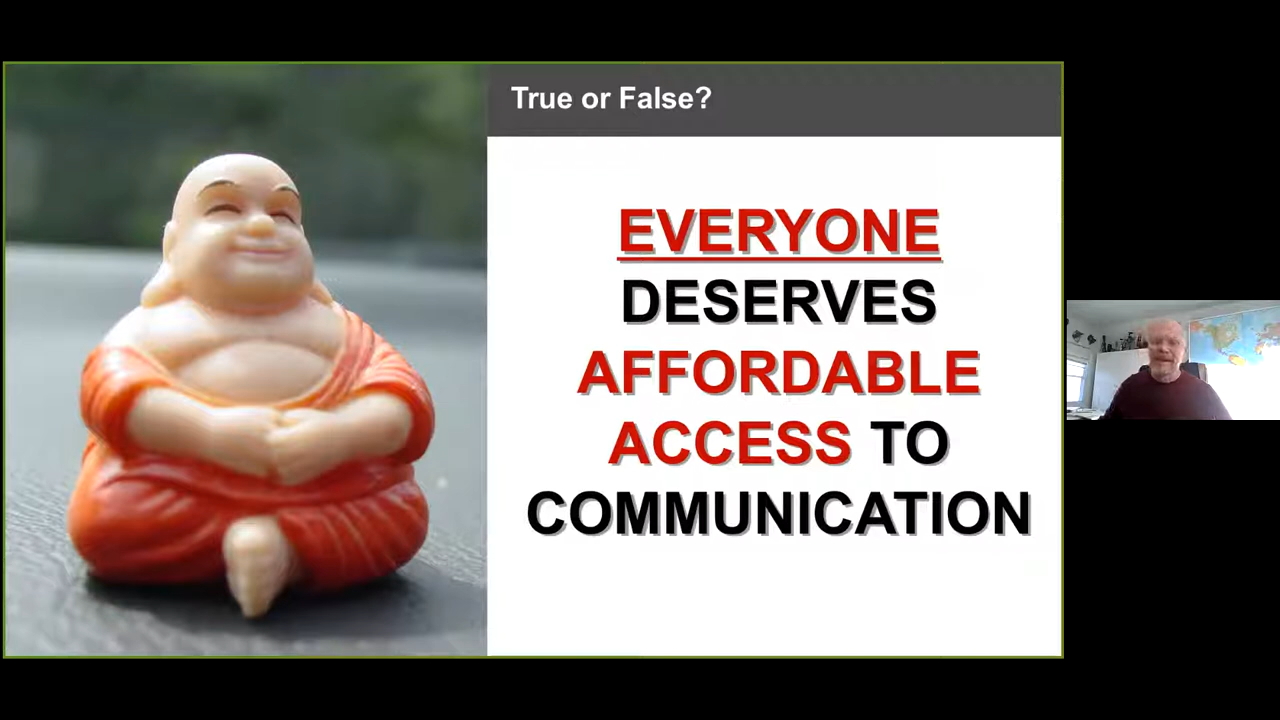 True or False?
EVERYONE
DESERVES
AFFORDABLE
ACCESS TO
COMMUNICATION